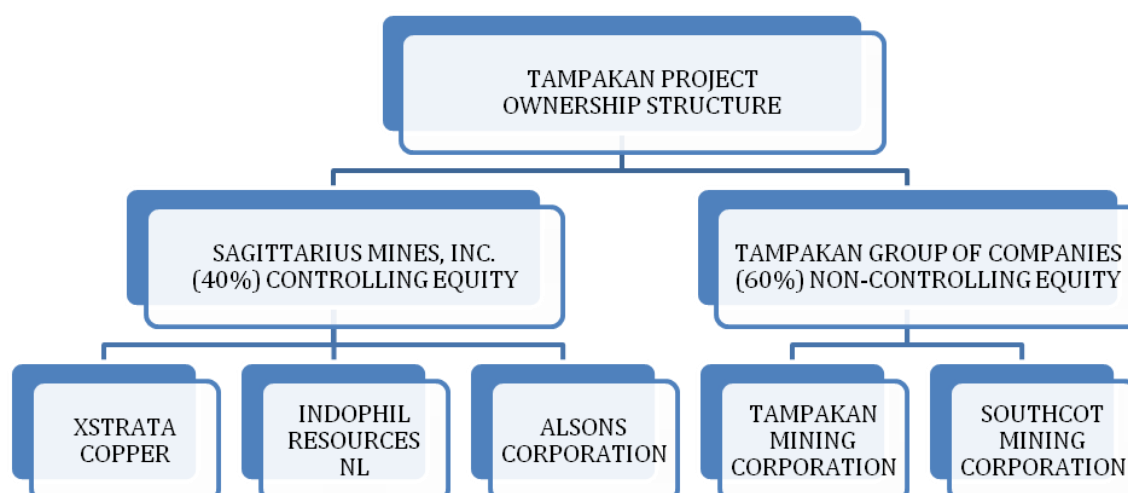 TAMPAKAN PROJECT
OWNERSHIP STRUCTURE
SAGITTARIUS MINES, INC.
(40%) CONTROLLING EQUITY
TAMPAKAN GROUP OF COMPANIES
(60%) NON-CONTROLLING EQUITY
XSTRATA
COPPER
INDOPHIL
RESOURCES
NL
ALSONS
CORPORATION
TAMPAKAN
MINING
CORPORATION
SOUTHCOT
MINING
CORPORATION